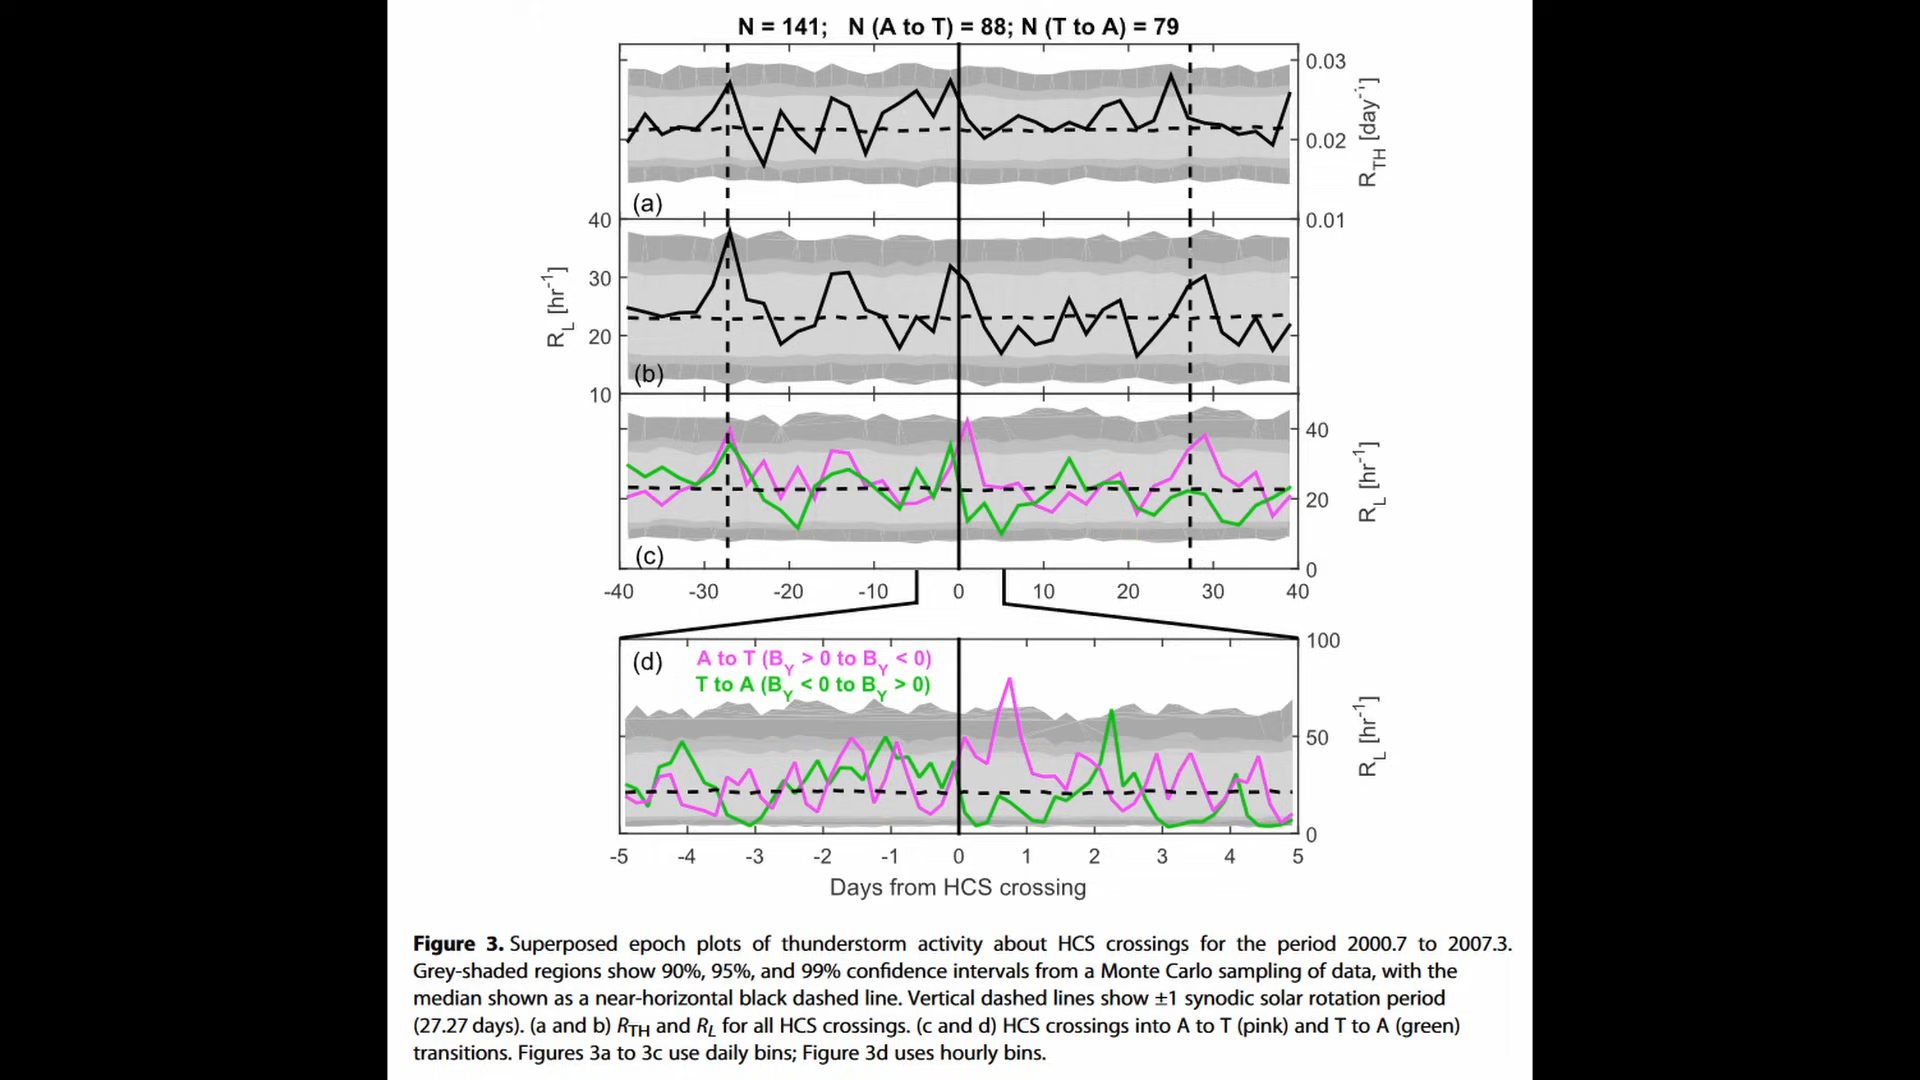 N = 141; N (A to T) = 88; N (T to A) = 79
0.03
0.02
0.01
R_TH [day^-1]
(a)
40
30
20
10
R_L [hr^-1]
(b)
40
20
0
R_L [hr^-1]
(c)
-40 -30 -20 -10 0 10 20 30 40
(d)
A to T (B_Y > 0 to B_Y < 0)
T to A (B_Y < 0 to B_Y > 0)
100
50
0
R_L [hr^-1]
-5 -4 -3 -2 -1 0 1 2 3 4 5
Days from HCS crossing
Figure 3. Superposed epoch plots of thunderstorm activity about HCS crossings for the period 2000.7 to 2007.3.
Grey-shaded regions show 90%, 95%, and 99% confidence intervals from a Monte Carlo sampling of data, with the
median shown as a near-horizontal black dashed line. Vertical dashed lines show ±1 synodic solar rotation period
(27.27 days). (a and b) R_TH and R_L for all HCS crossings. (c and d) HCS crossings into A to T (pink) and T to A (green)
transitions. Figures 3a to 3c use daily bins; Figure 3d uses hourly bins.